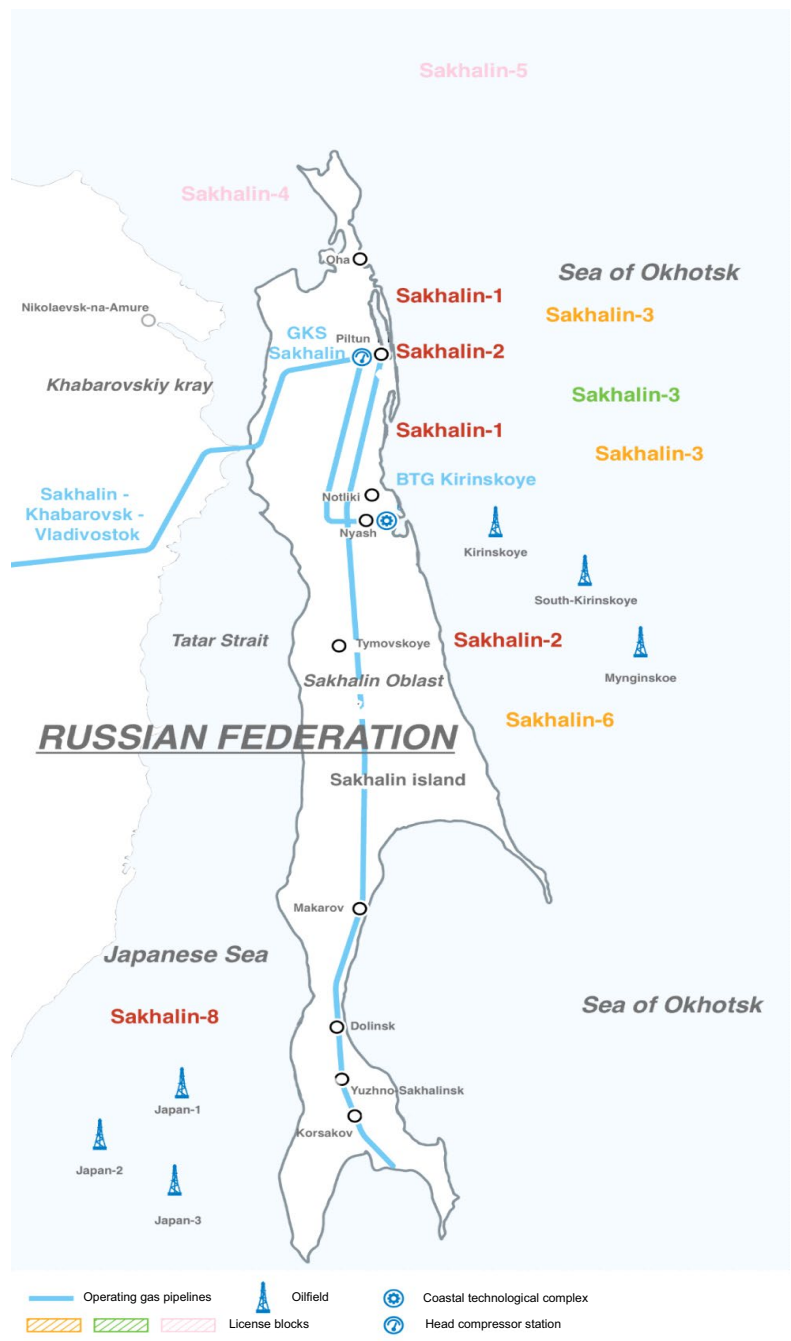 Sakhalin-5
Sakhalin-4
Oha
Sea of Okhotsk
Sakhalin-1
Nikolaevsk-na-Amure
Sakhalin-3
GKS
Sakhalin
Piltun
Sakhalin-2
Khabarovskiy kray
Sakhalin-3
Sakhalin-1
Sakhalin-3
BTG Kirinskoye
Sakhalin -
Khabarovsk -
Vladivostok
Notliki
Nyash
Kirinskoye
South-Kirinskoye
Tatar Strait
Tymovskoye
Sakhalin-2
Mynginskoe
Sakhalin Oblast
Sakhalin-6
RUSSIAN FEDERATION
Sakhalin island
Makarov
Japanese Sea
Sea of Okhotsk
Sakhalin-8
Dolinsk
Yuzhno-Sakhalinsk
Japan-1
Korsakov
Japan-2
Japan-3
Operating gas pipelines
Oilfield
Coastal technological complex
License blocks
Head compressor station